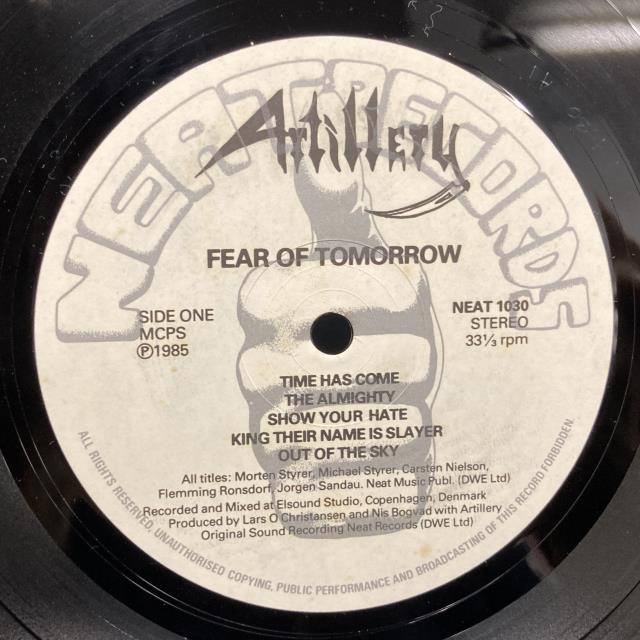 NEAT RECORDS
Artillery
FEAR OF TOMORROW
SIDE ONE
MCPS
Ⓟ1985
NEAT 1030
STEREO
33⅓ rpm
TIME HAS COME
THE ALMIGHTY
SHOW YOUR HATE
KING THEIR NAME IS SLAYER
OUT OF THE SKY
All titles: Morten Styrer, Michael Styrer, Carsten Nielson,
Flemming Ronsdorf, Jorgen Sandau. Neat Music Publ. (DWE Ltd)
Recorded and Mixed at Elsound Studio, Copenhagen, Denmark
Produced by Lars O Christansen and Nis Bogvad with Artillery
Original Sound Recording Neat Records (DWE Ltd)
ALL RIGHTS RESERVED. UNAUTHORISED COPYING, PUBLIC PERFORMANCE AND BROADCASTING OF THIS RECORD FORBIDDEN.